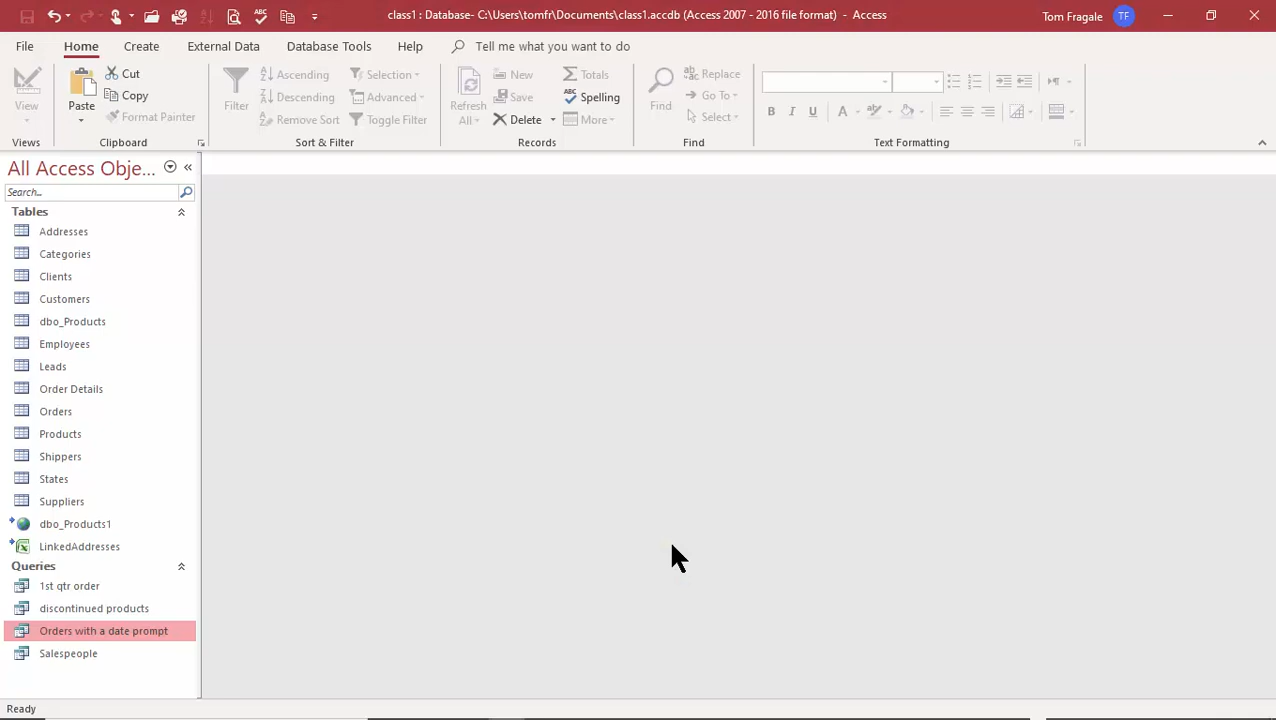 class1 : Database- C:\Users\tomfr\Documents\class1.accdb (Access 2007 - 2016 file format) - Access
Tom Fragale TF
File Home Create External Data Database Tools Help Tell me what you want to do
View
Views
Paste
Cut
Copy
Format Painter
Clipboard
Filter
Ascending
Descending
Remove Sort
Selection
Advanced
Toggle Filter
Sort & Filter
Refresh
All
New
Save
Delete
Totals
Spelling
More
Records
Find
Replace
Go To
Select
Find
B I U A
Text Formatting
All Access Obje...
Search...
Tables
Addresses
Categories
Clients
Customers
dbo_Products
Employees
Leads
Order Details
Orders
Products
Shippers
States
Suppliers
dbo_Products1
LinkedAddresses
Queries
1st qtr order
discontinued products
Orders with a date prompt
Salespeople
Ready